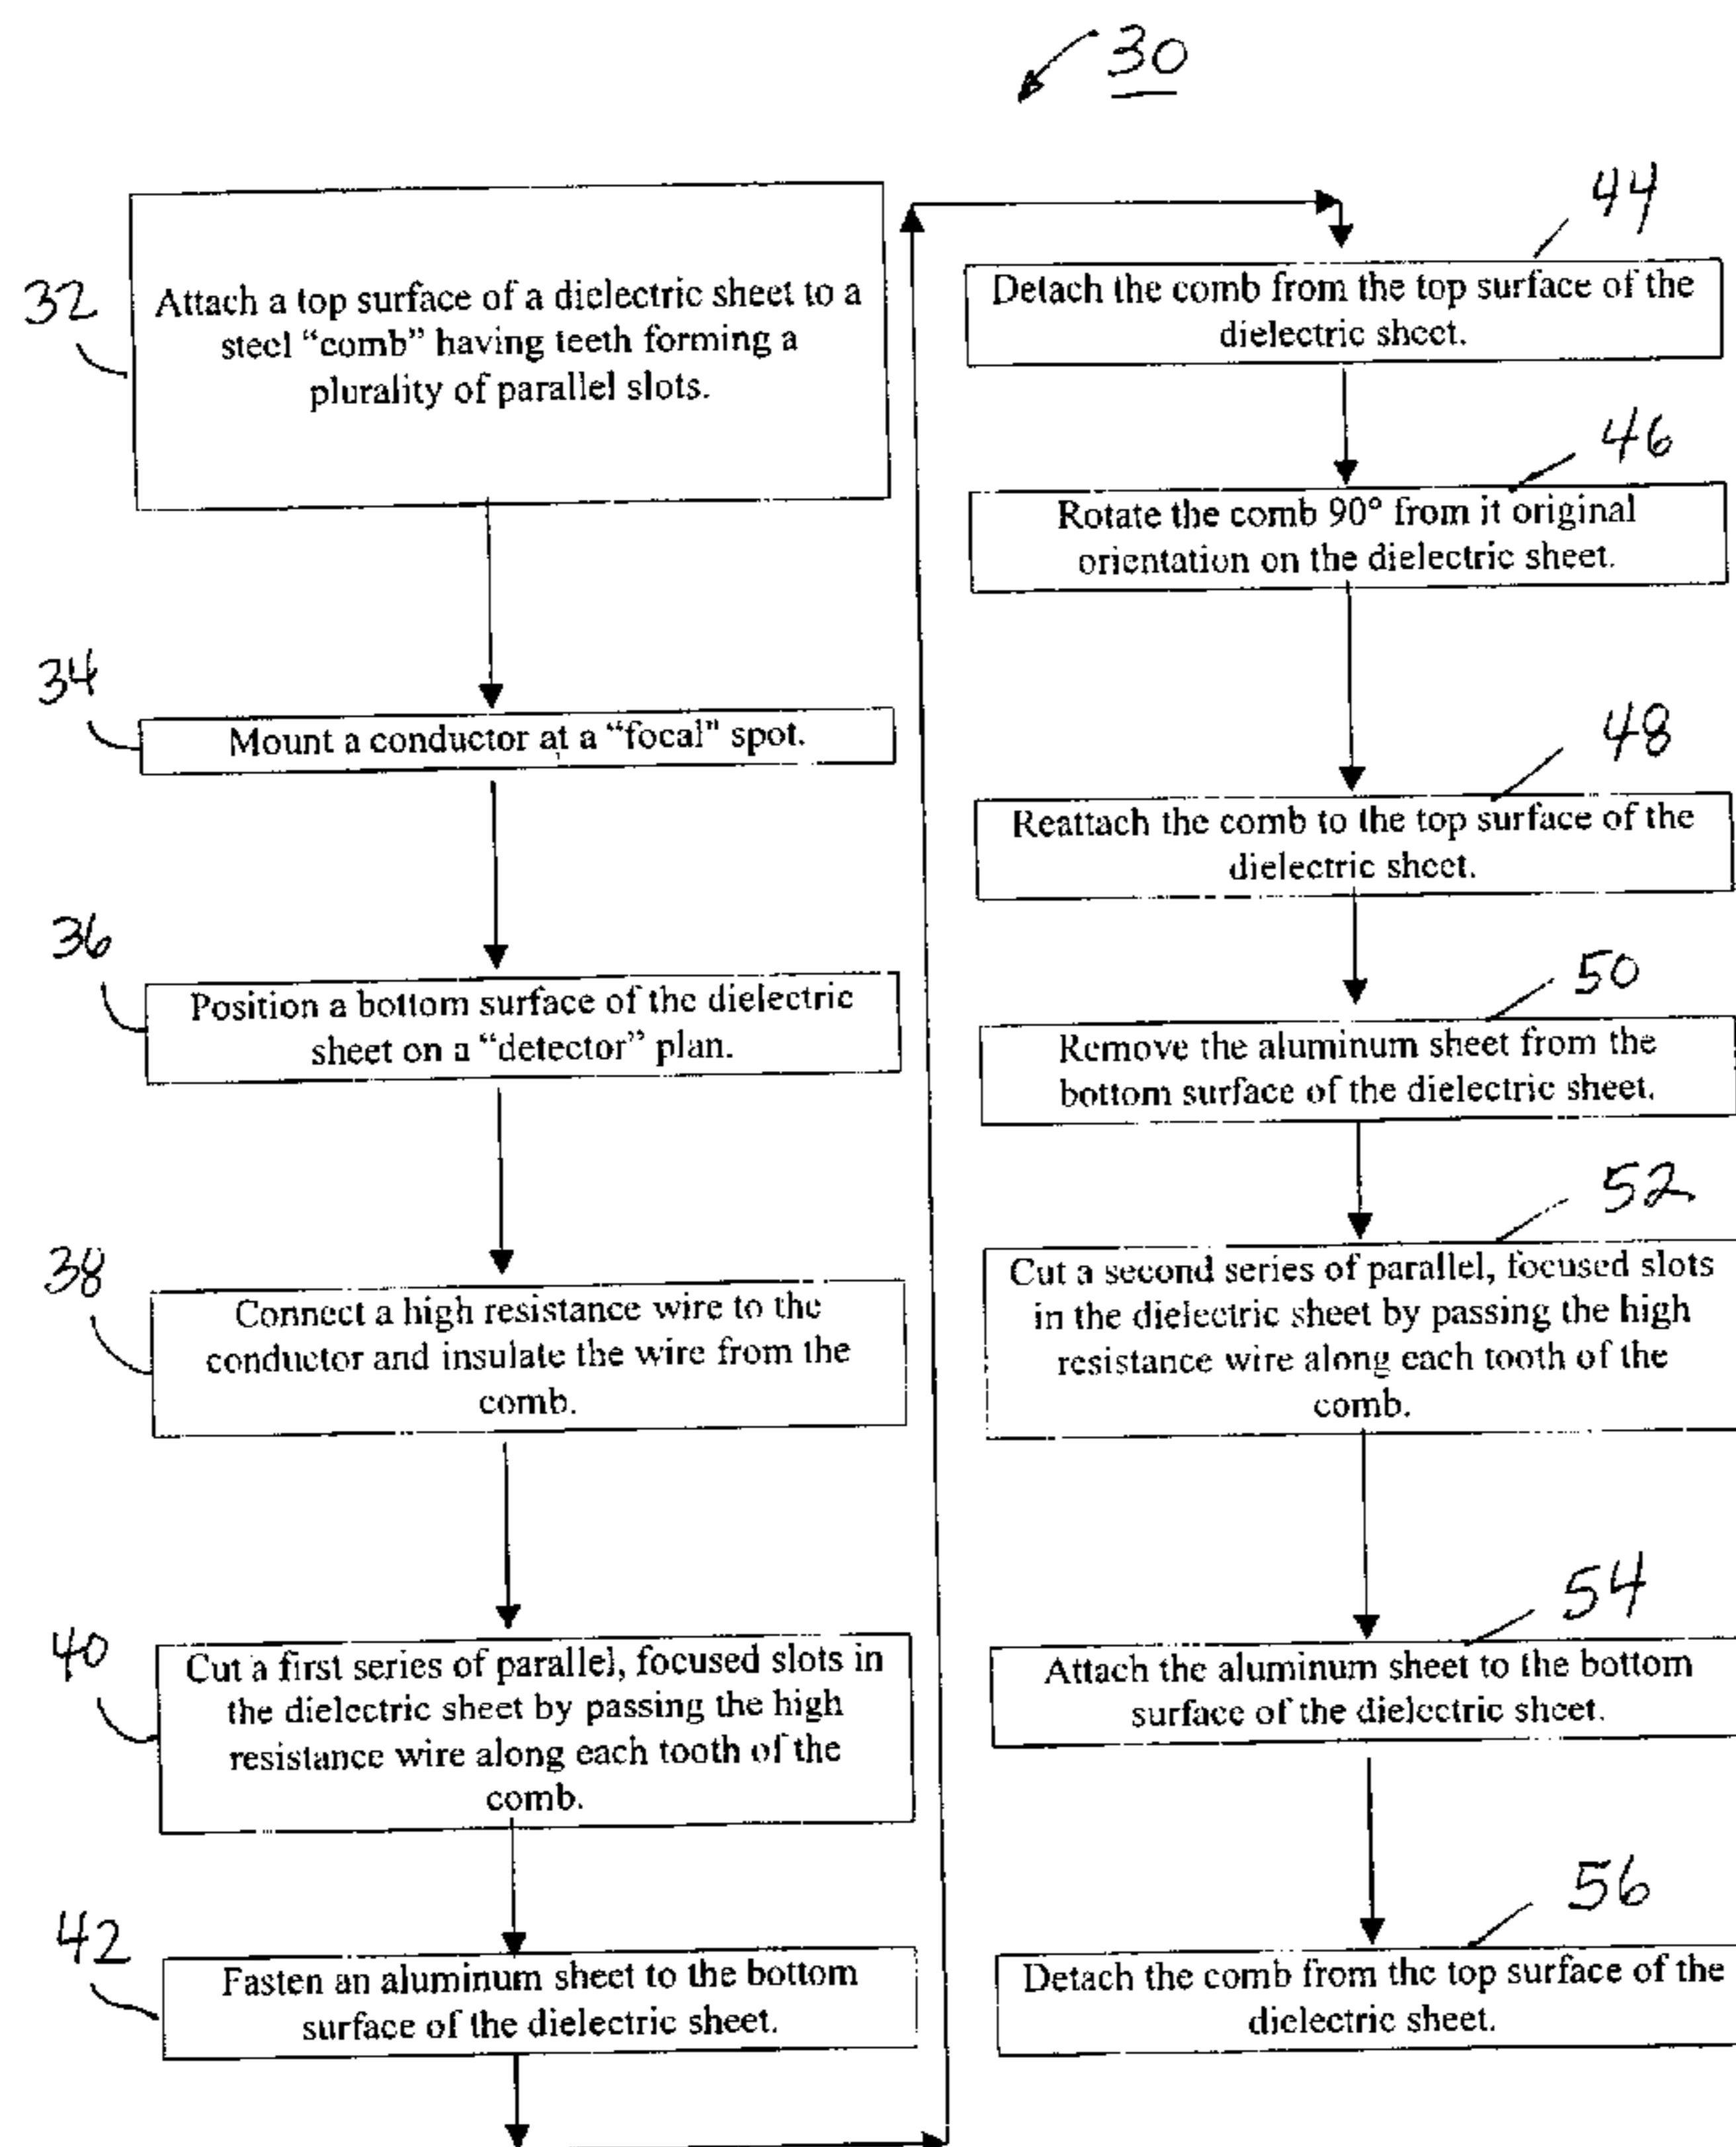 30
32
Attach a top surface of a dielectric sheet to a
steel “comb” having teeth forming a
plurality of parallel slots.
34
Mount a conductor at a “focal” spot.
36
Position a bottom surface of the dielectric
sheet on a “detector” plan.
38
Connect a high resistance wire to the
conductor and insulate the wire from the
comb.
40
Cut a first series of parallel, focused slots in
the dielectric sheet by passing the high
resistance wire along each tooth of the
comb.
42
Fasten an aluminum sheet to the bottom
surface of the dielectric sheet.
44
Detach the comb from the top surface of the
dielectric sheet.
46
Rotate the comb 90° from it original
orientation on the dielectric sheet.
48
Reattach the comb to the top surface of the
dielectric sheet.
50
Remove the aluminum sheet from the
bottom surface of the dielectric sheet.
52
Cut a second series of parallel, focused slots
in the dielectric sheet by passing the high
resistance wire along each tooth of the
comb.
54
Attach the aluminum sheet to the bottom
surface of the dielectric sheet.
56
Detach the comb from the top surface of the
dielectric sheet.